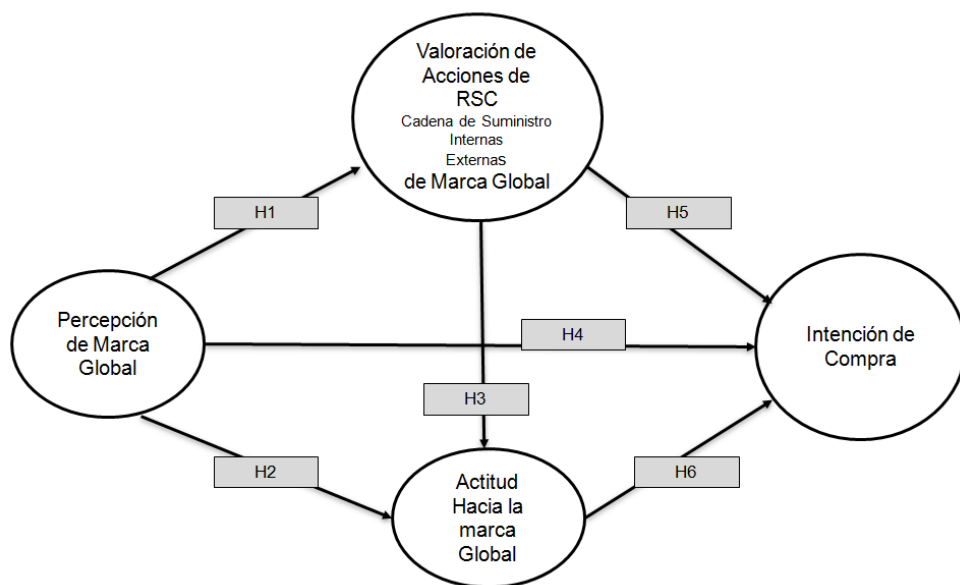 Valoración de
Acciones de
RSC
Cadena de Suministro
Internas
Externas
de Marca Global
H1
H5
Percepción
de Marca
Global
H4
Intención de
Compra
H3
H2
H6
Actitud
Hacia la
marca
Global